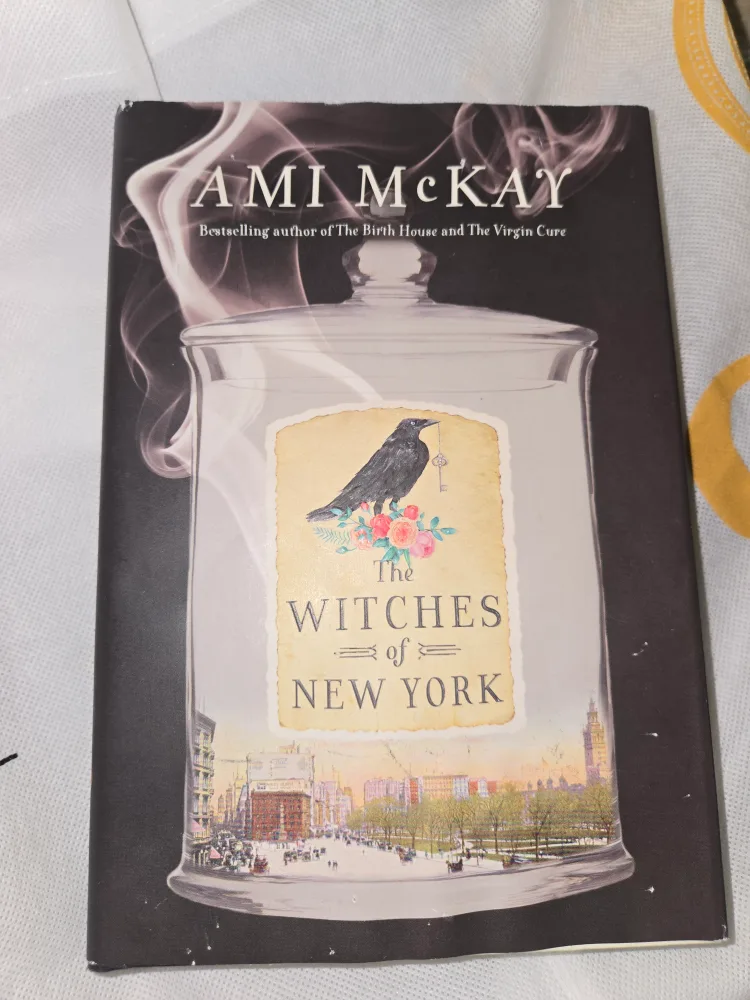 AMI McKAY
Bestselling author of The Birth House and The Virgin Cure
The
WITCHES
of
NEW YORK